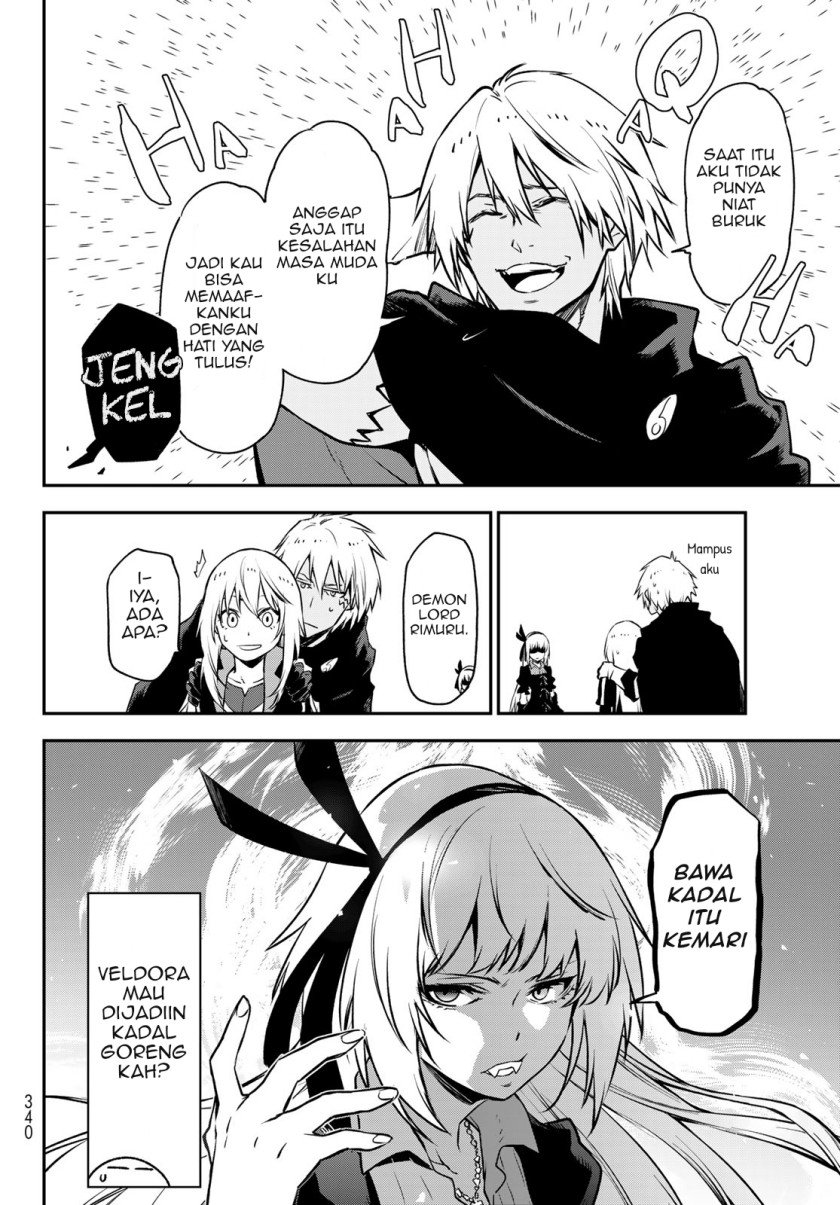 QUA
HA
HA
HA
HA
SAAT ITU
AKU TIDAK
PUNYA
NIAT
BURUK
ANGGAP
SAJA ITU
KESALAHAN
MASA MUDA
KU
JADI KAU
BISA
MEMAAF-
KANKU
DENGAN
HATI YANG
TULUS!
JENG
KEL
Mampus
aku
DEMON
LORD
RIMURU.
I-
IYA,
ADA
APA?
BAWA
KADAL
ITU
KEMARI
VELDORA
MAU
DIJADIIN
KADAL
GORENG
KAH?
340